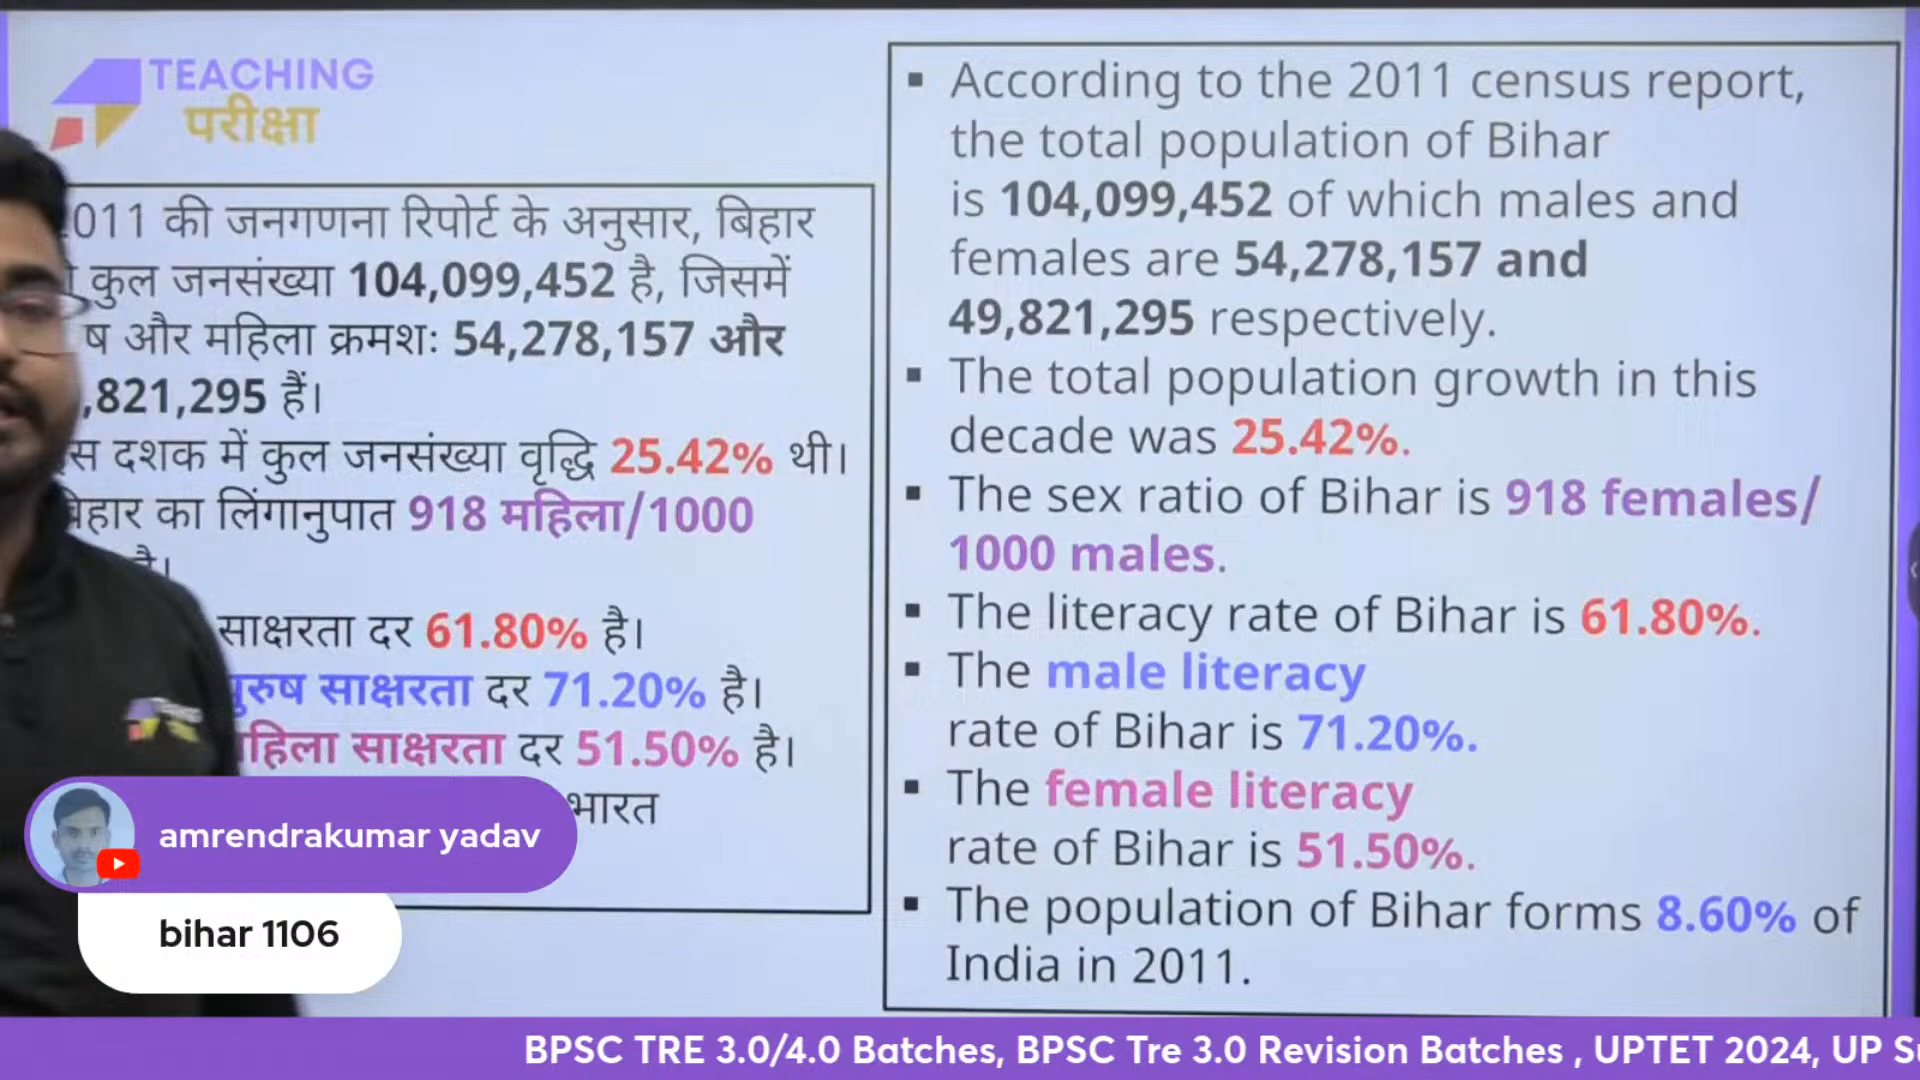 TEACHING
परीक्षा
011 की जनगणना रिपोर्ट के अनुसार, बिहार
कुल जनसंख्या 104,099,452 है, जिसमें
ष और महिला क्रमशः 54,278,157 और
,821,295 हैं।
स दशक में कुल जनसंख्या वृद्धि 25.42% थी।
बिहार का लिंगानुपात 918 महिला/1000
है।
साक्षरता दर 61.80% है।
पुरुष साक्षरता दर 71.20% है।
हिला साक्षरता दर 51.50% है।
भारत
According to the 2011 census report,
the total population of Bihar
is 104,099,452 of which males and
females are 54,278,157 and
49,821,295 respectively.
The total population growth in this
decade was 25.42%.
The sex ratio of Bihar is 918 females/
1000 males.
The literacy rate of Bihar is 61.80%.
The male literacy
rate of Bihar is 71.20%.
The female literacy
rate of Bihar is 51.50%.
The population of Bihar forms 8.60% of
India in 2011.
amrendrakumar yadav
bihar 1106
BPSC TRE 3.0/4.0 Batches, BPSC Tre 3.0 Revision Batches , UPTET 2024, UP